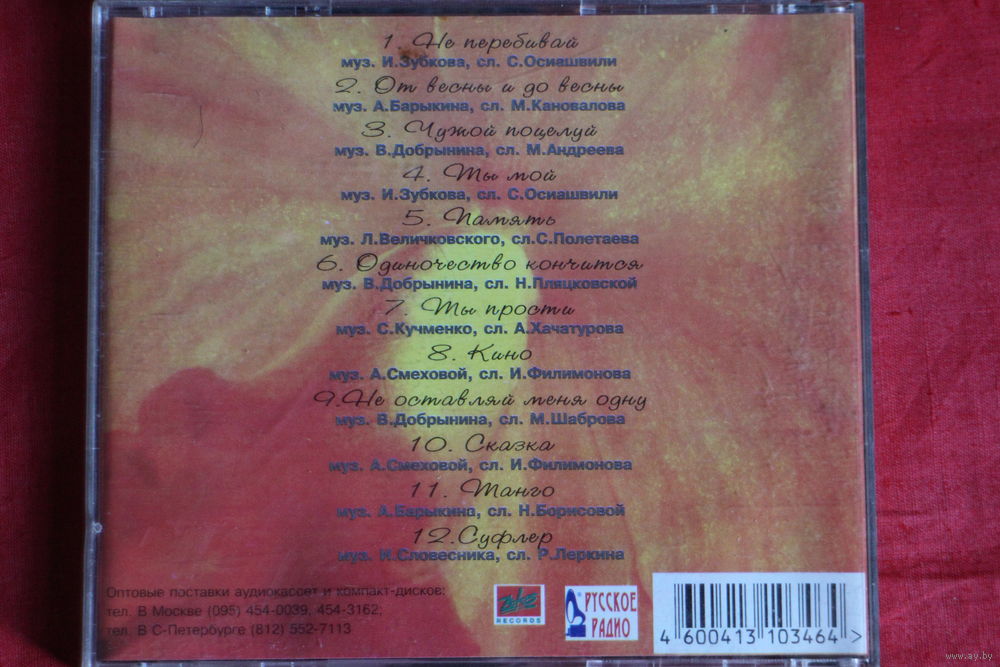 1. Не перебивай
муз. И.Зубкова, сл. С.Осиашвили
2. От весны и до весны
муз. А.Барыкина, сл. М.Кановалова
3. Чужой поцелуй
муз. В.Добрынина, сл. М.Андреева
4. Ты мой
муз. И.Зубкова, сл. С.Осиашвили
5. Память
муз. Л.Величковского, сл.С.Полетаева
6. Одиночество кончится
муз. В.Добрынина, сл. Н.Пляцковской
7. Ты прости
муз. С.Кучменко, сл. А.Хачатурова
8. Кино
муз. А.Смеховой, сл. И.Филимонова
9.Не оставляй меня одну
муз. В.Добрынина, сл. М.Шаброва
10. Сказка
муз. А.Смеховой, сл. И.Филимонова
11. Танго
муз. А.Барыкина, сл. Н.Борисовой
12.Суфлер
муз. И.Словесника, сл. Р.Леркина
Оптовые поставки аудиокассет и компакт-дисков:
тел. В Москве (095) 454-0039, 454-3162;
тел. В С-Петербурге (812) 552-7113
Zeko
RECORDS
РУССКОЕ
РАДИО
4 600413 103464 >
www.ay.by